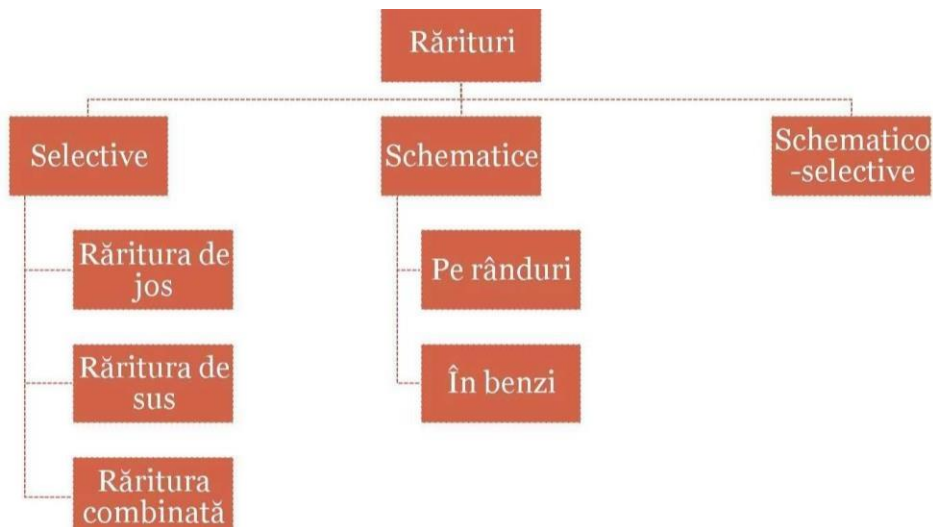 Rărituri
Selective
Schematice
Schematico
-selective
Răritura de
jos
Pe rânduri
Răritura de
sus
În benzi
Răritura
combinată